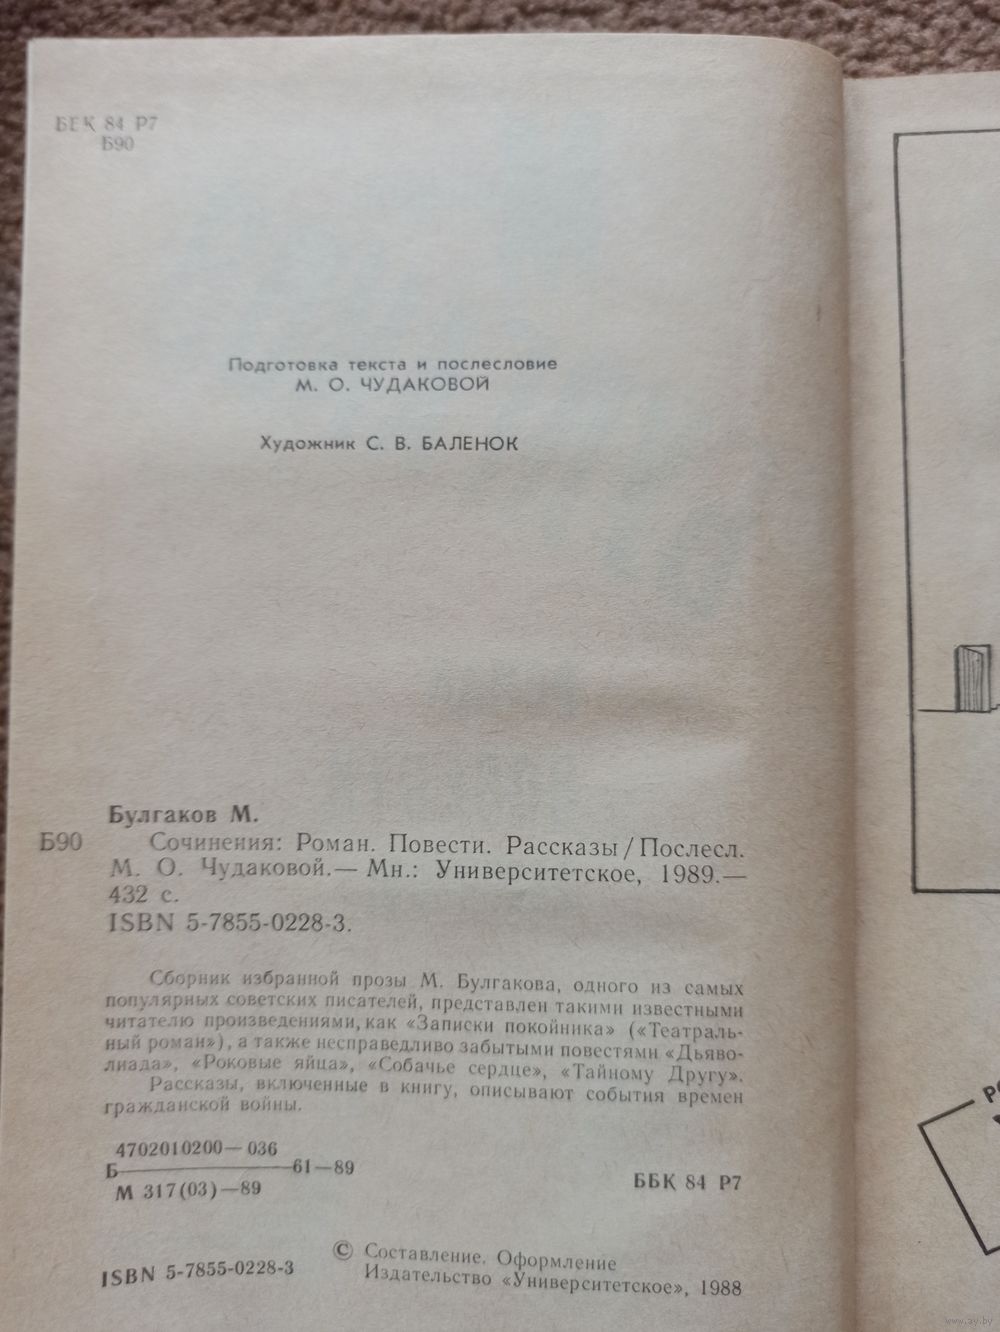 ББК 84 Р7
Б90
Подготовка текста и послесловие
М. О. ЧУДАКОВОЙ
Художник С. В. БАЛЕНОК
Булгаков М.
Б90 Сочинения: Роман. Повести. Рассказы / Послесл.
М. О. Чудаковой.— Мн.: Университетское, 1989.—
432 с.
ISBN 5-7855-0228-3.
Сборник избранной прозы М. Булгакова, одного из самых
популярных советских писателей, представлен такими известными
читателю произведениями, как «Записки покойника» («Театраль-
ный роман»), а также несправедливо забытыми повестями «Дьяво-
лиада», «Роковые яйца», «Собачье сердце», «Тайному Другу».
Рассказы, включенные в книгу, описывают события времен
гражданской войны.
4702010200—036
Б————61—89
М 317(03)—89
ББК 84 Р7
ISBN 5-7855-0228-3
© Составление. Оформление
Издательство «Университетское», 1988
www.ay.by